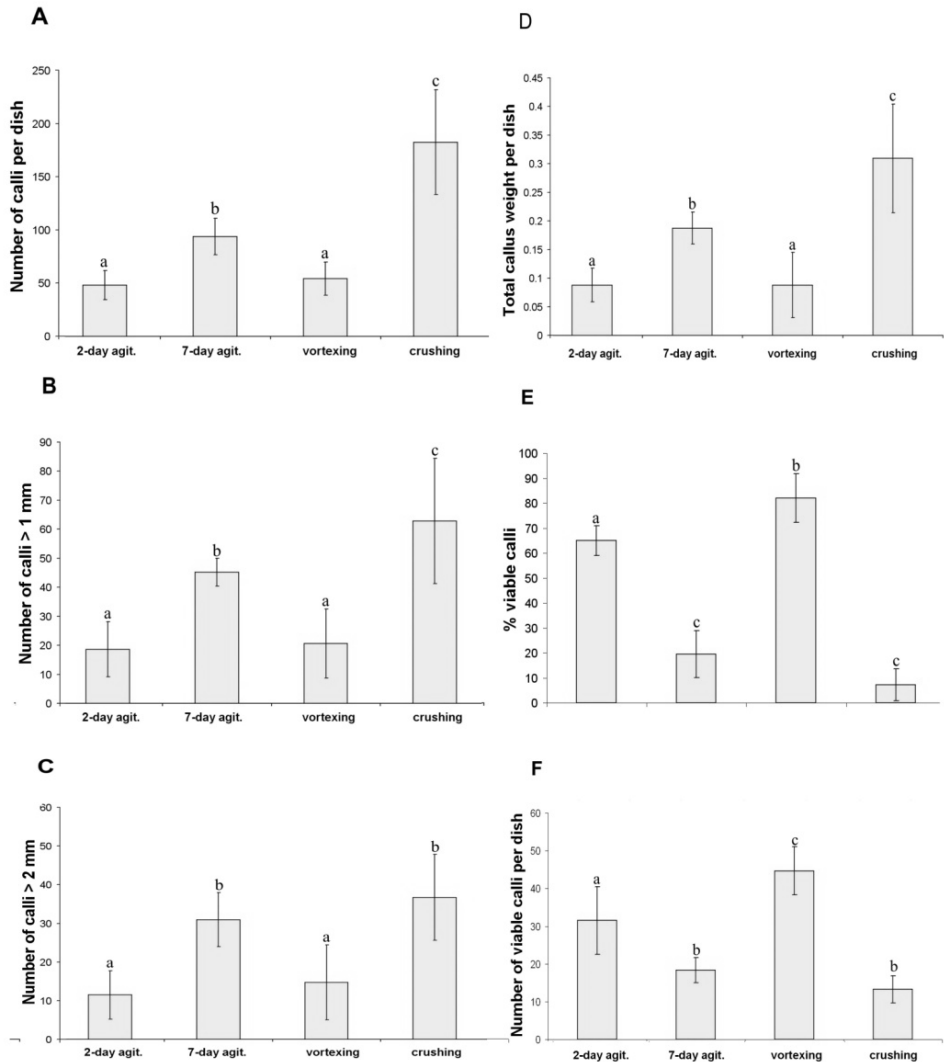 A
Number of calli per dish
250
200
150
100
50
0
a
b
a
c
2-day agit. 7-day agit. vortexing crushing
D
Total callus weight per dish
0.45
0.4
0.35
0.3
0.25
0.2
0.15
0.1
0.05
0
a
b
a
c
2-day agit. 7-day agit. vortexing crushing
B
Number of calli > 1 mm
90
80
70
60
50
40
30
20
10
0
a
b
a
c
2-day agit. 7-day agit. vortexing crushing
E
% viable calli
100
90
80
70
60
50
40
30
20
10
0
a
c
b
c
C
Number of calli > 2 mm
60
50
40
30
20
10
0
a
b
a
b
2-day agit. 7-day agit. vortexing crushing
F
Number of viable calli per dish
60
50
40
30
20
10
0
a
b
c
b
2-day agit. 7-day agit. vortexing crushing